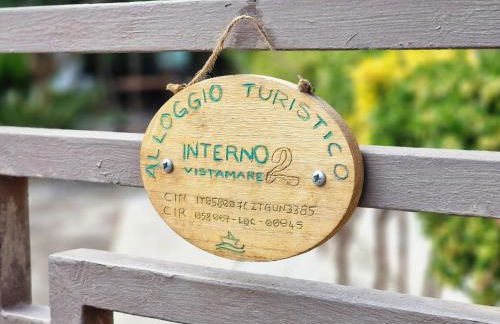 ALLOGGIO TURISTICO
INTERNO 2
VISTAMARE
CIN IT058007C2TGUN3385
CIR 058007-LOC-00945